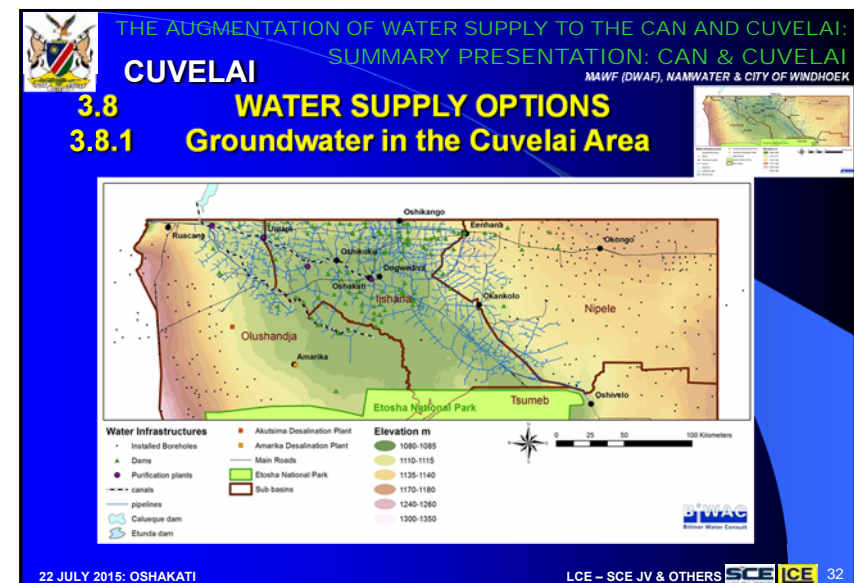 THE AUGMENTATION OF WATER SUPPLY TO THE CAN AND CUVELAI:
SUMMARY PRESENTATION: CAN & CUVELAI
CUVELAI
MAWF (DWAF), NAMWATER & CITY OF WINDHOEK
3.8 WATER SUPPLY OPTIONS
3.8.1 Groundwater in the Cuvelai Area
Oshikango
Ruacana
Eenhana
Okongo
Oshakati
Iishana
Okankolo
Nipele
Olushandja
Amarika
Tsumeb
Oshivelo
Etosha National Park
Water Infrastructures
Installed Boreholes
Dams
Purification plants
canals
pipelines
Calueque dam
Etunda dam
Akutsima Desalination Plant
Amarika Desalination Plant
Main Roads
Etosha National Park
Sub basins
Elevation m
1080-1085
1110-1115
1135-1140
1170-1180
1240-1260
1300-1350
0 25 50 100 Kilometers
BIWAC
Bittner Water Consult
22 JULY 2015: OSHAKATI
LCE – SCE JV & OTHERS SCE LCE 32